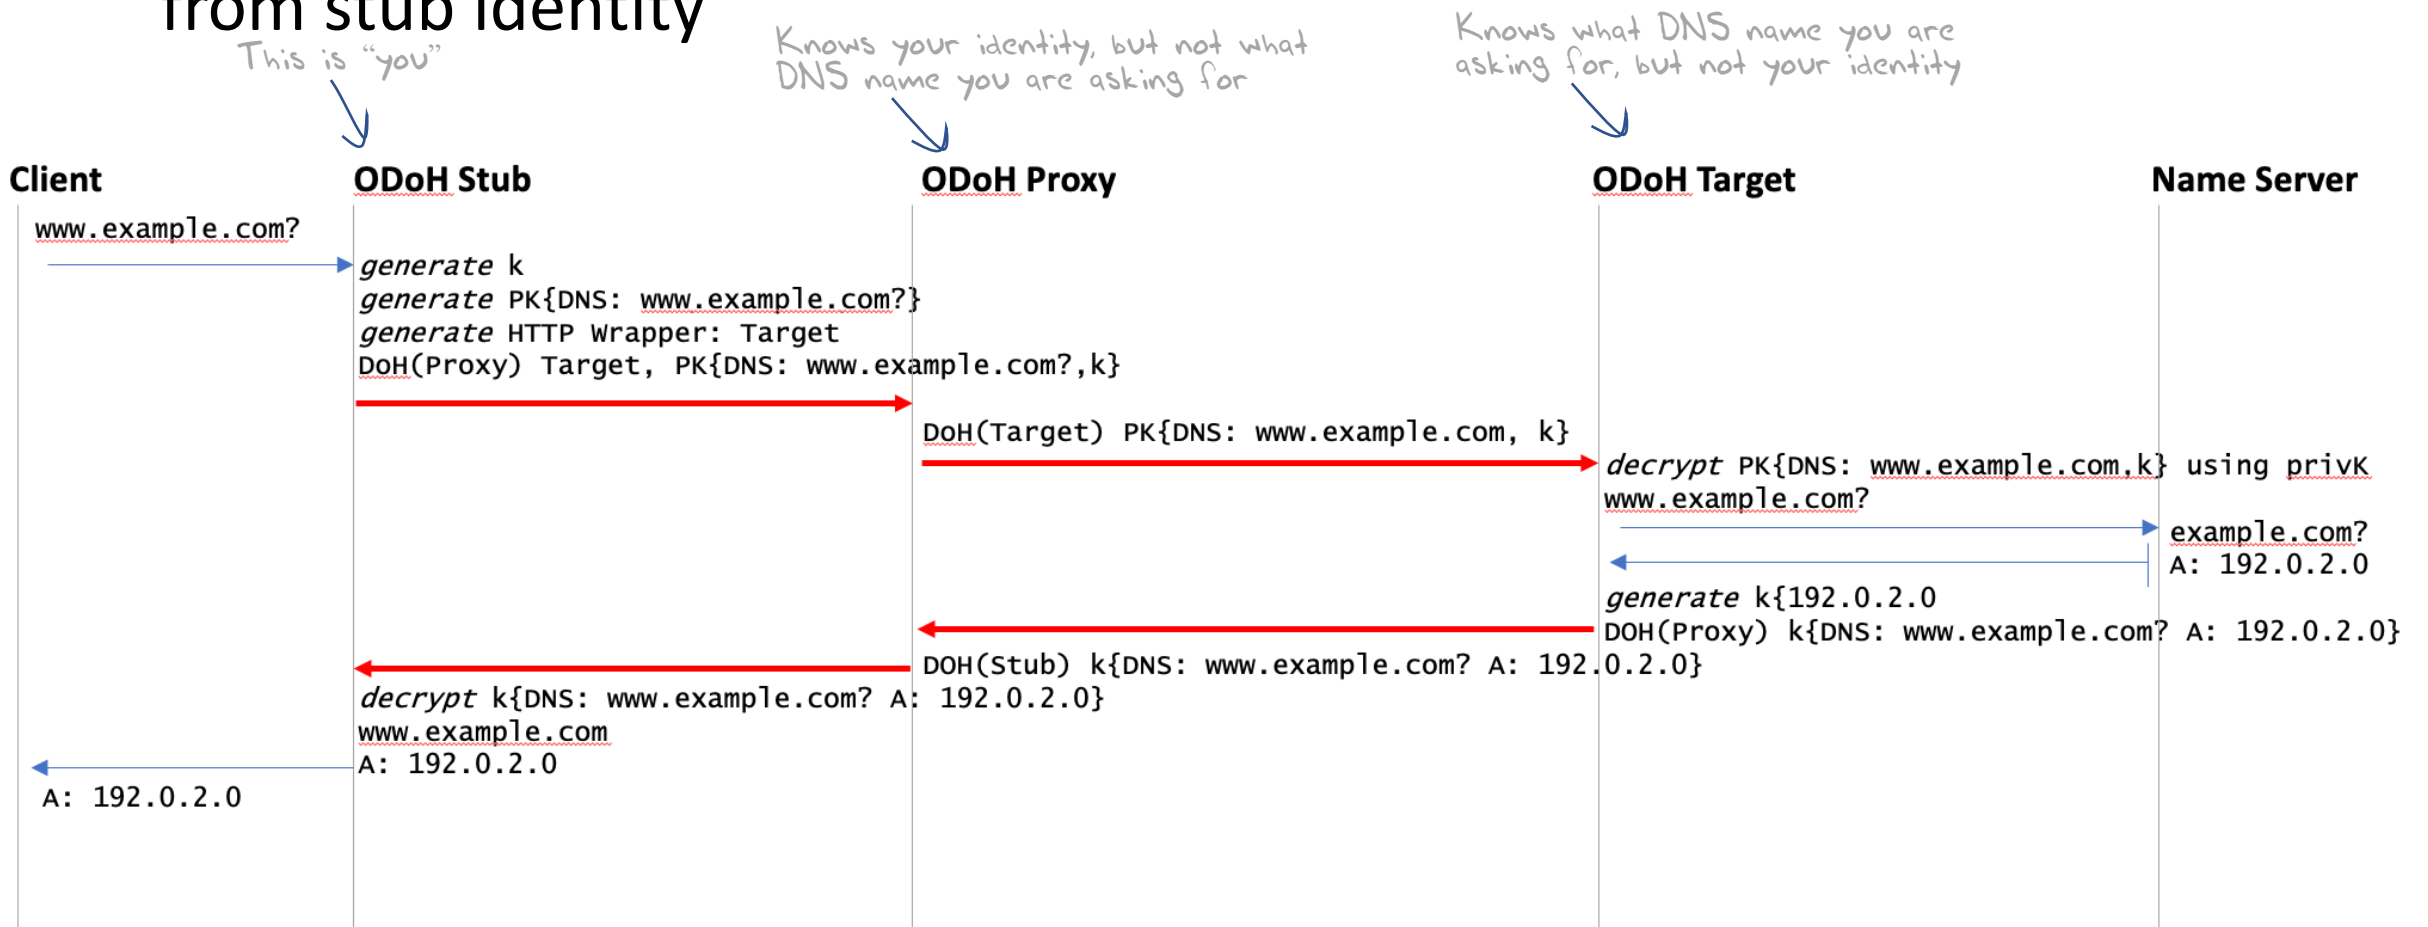 from stub identity
This is “you”
Knows your identity, but not what
DNS name you are asking for
Knows what DNS name you are
asking for, but not your identity
Client
ODoH Stub
ODoH Proxy
ODoH Target
Name Server
www.example.com?
generate k
generate PK{DNS: www.example.com?}
generate HTTP Wrapper: Target
DoH(Proxy) Target, PK{DNS: www.example.com?,k}
DoH(Target) PK{DNS: www.example.com, k}
decrypt PK{DNS: www.example.com,k} using privK
www.example.com?
example.com?
A: 192.0.2.0
generate k{192.0.2.0
DOH(Proxy) k{DNS: www.example.com? A: 192.0.2.0}
DOH(Stub) k{DNS: www.example.com? A: 192.0.2.0}
decrypt k{DNS: www.example.com? A: 192.0.2.0}
www.example.com
A: 192.0.2.0
A: 192.0.2.0